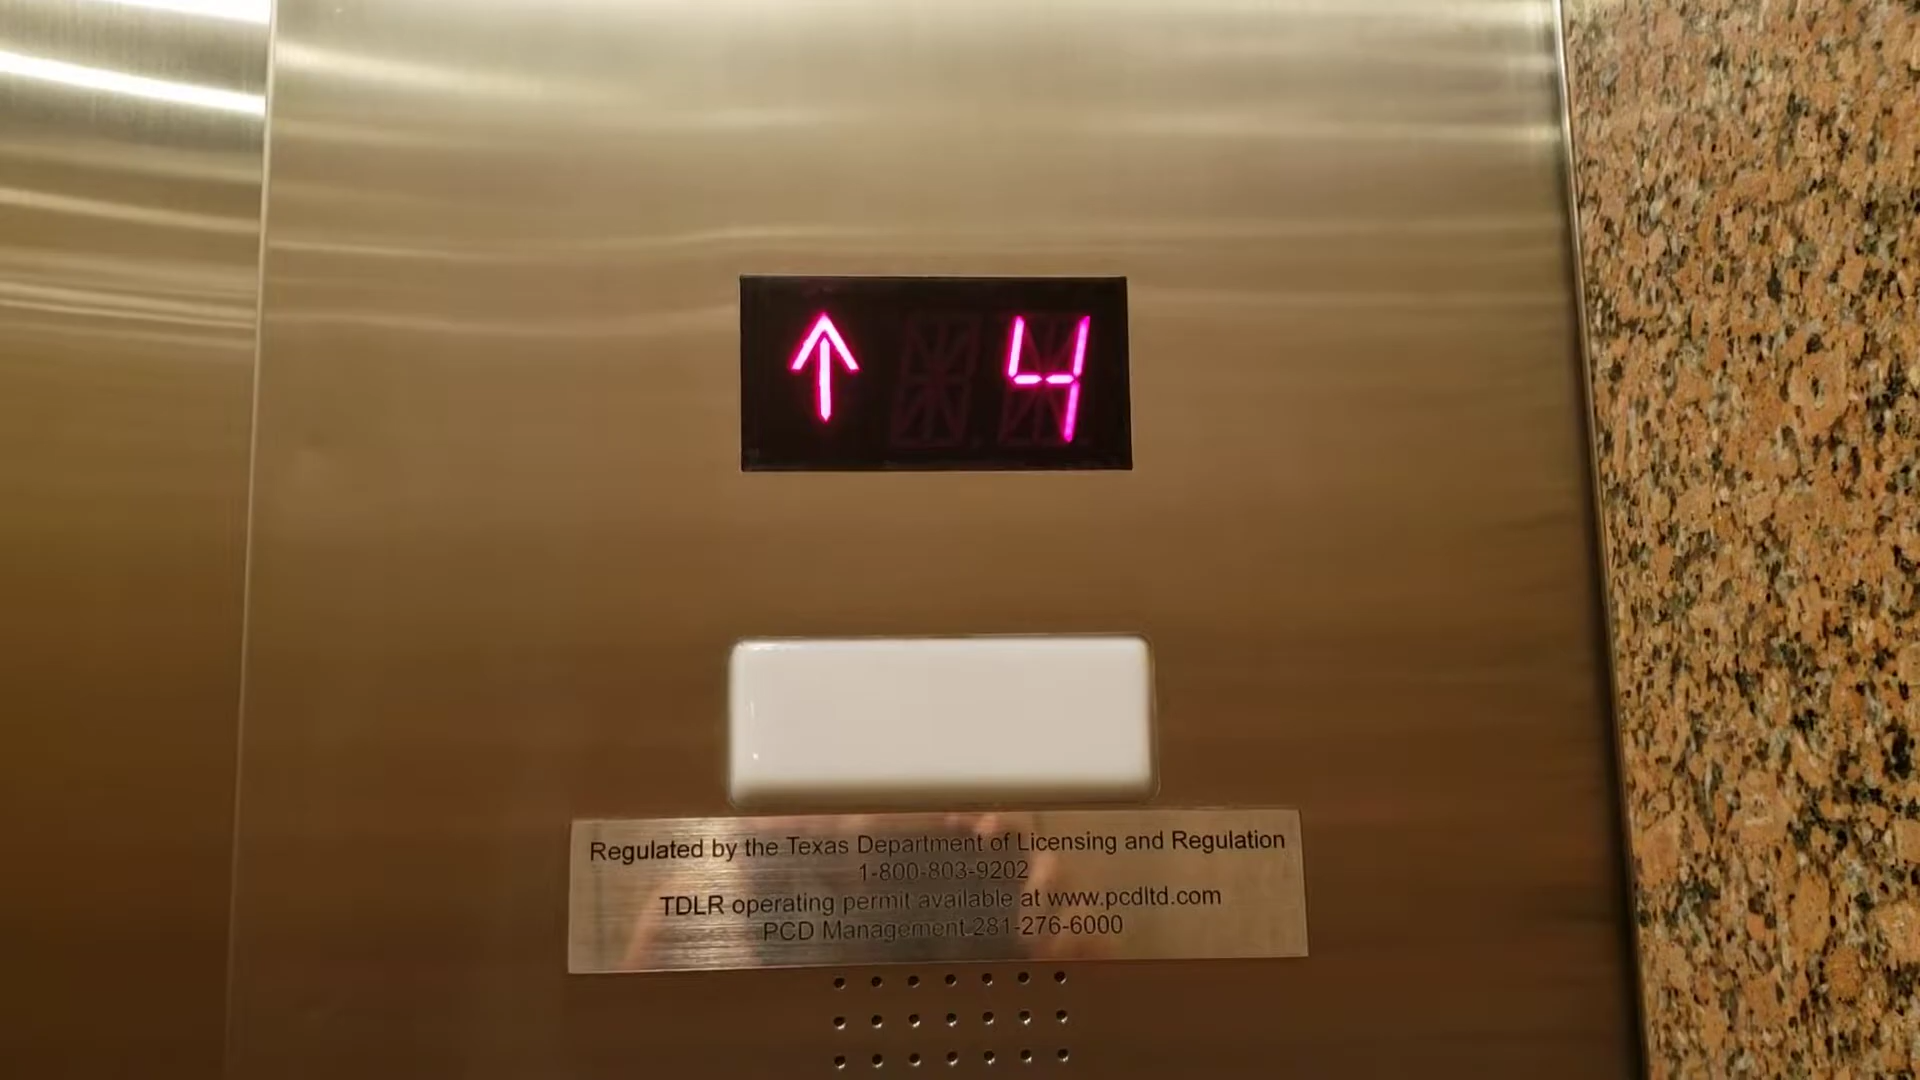 ↑ 4
Regulated by the Texas Department of Licensing and Regulation
1-800-803-9202
TDLR operating permit available at www.pcdltd.com
PCD Management 281-276-6000